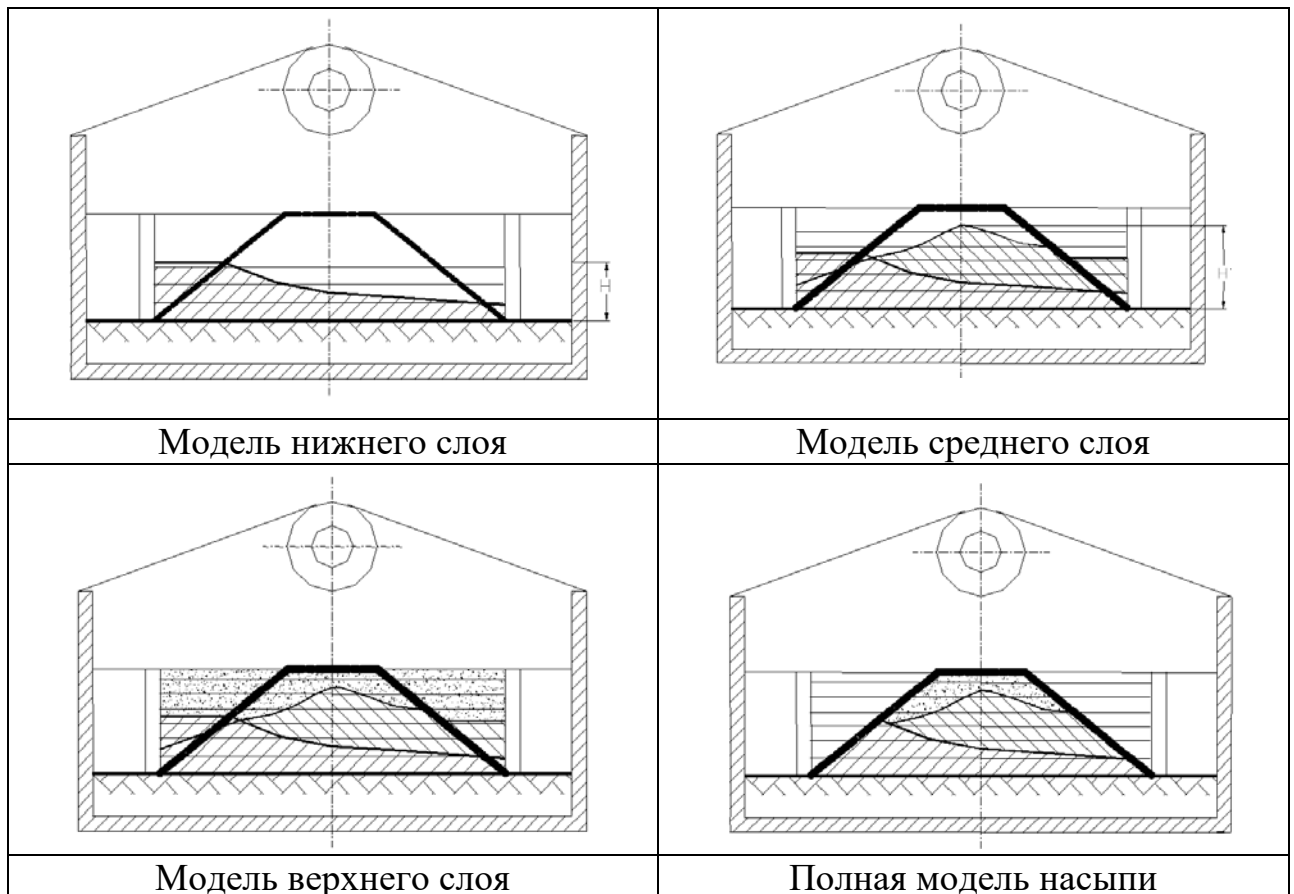 H
H
Модель нижнего слоя
Модель среднего слоя
Модель верхнего слоя
Полная модель насыпи